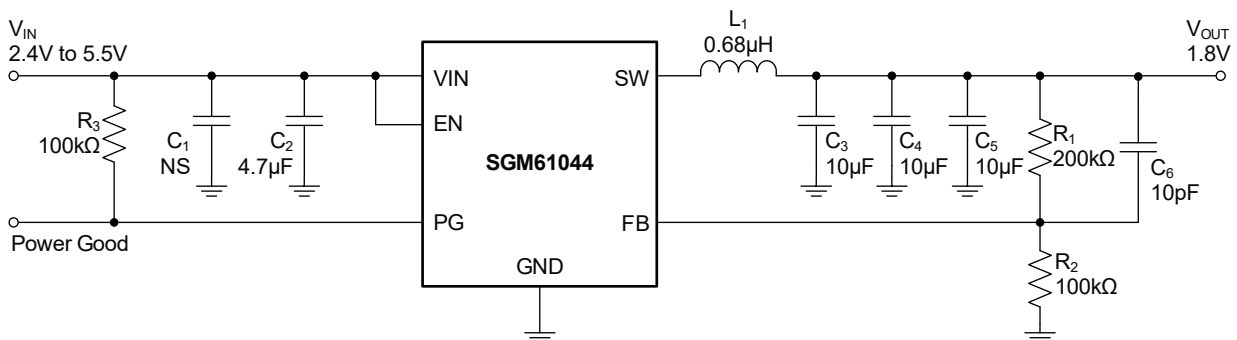 VIN
2.4V to 5.5V
L1
0.68μH
VOUT
1.8V
VIN
SW
R3
100kΩ
C1
NS
C2
4.7μF
EN
SGM61044
C3
10μF
C4
10μF
C5
10μF
R1
200kΩ
C6
10pF
Power Good
PG
FB
GND
R2
100kΩ